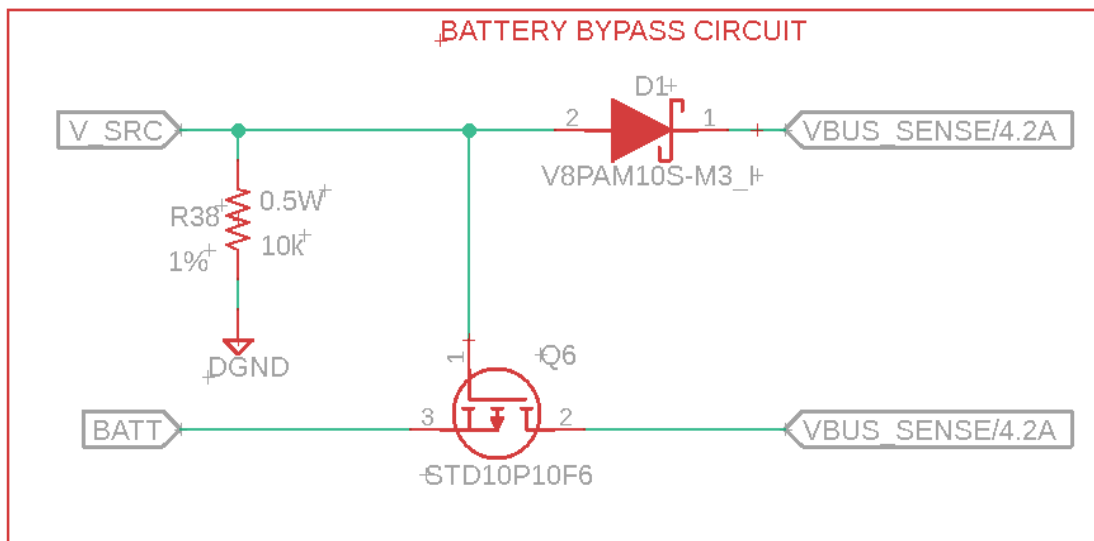 BATTERY BYPASS CIRCUIT
D1
V_SRC
2
1
VBUS_SENSE/4.2A
V8PAM10S-M3_I
R38
0.5W
1%
10k
DGND
1
Q6
BATT
3
2
VBUS_SENSE/4.2A
STD10P10F6